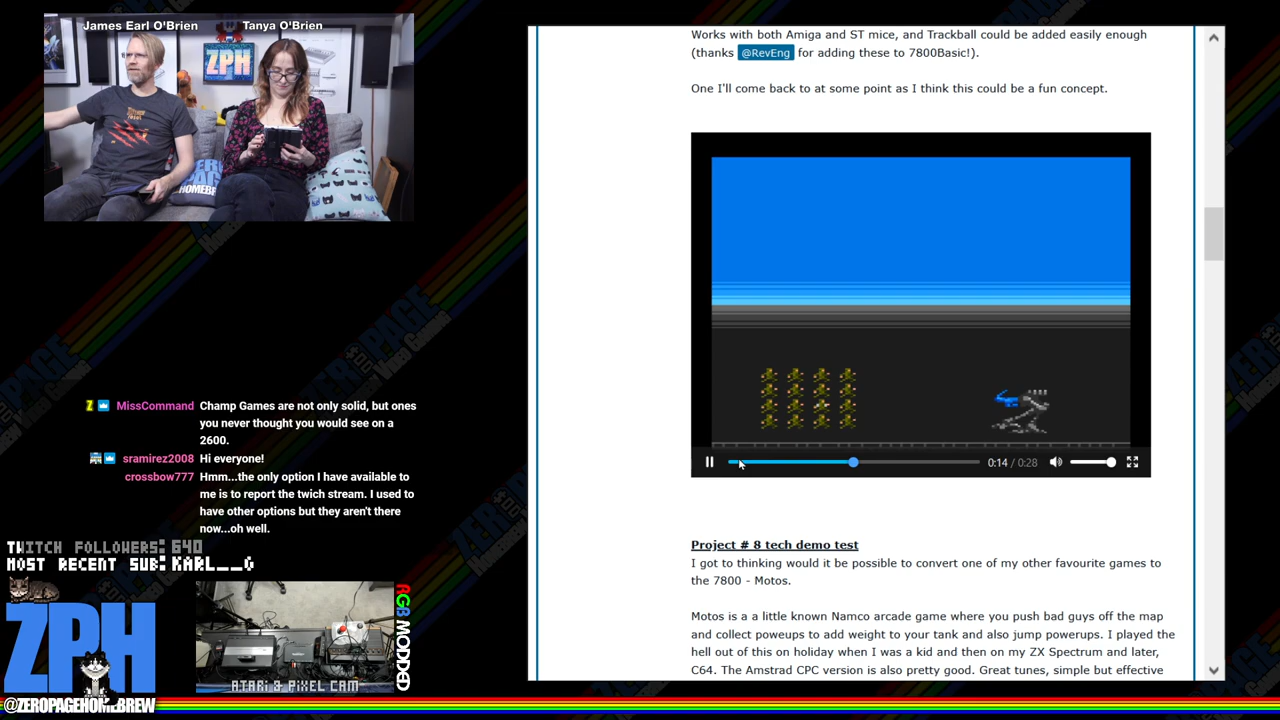 James Earl O'Brien
Tanya O'Brien
ZPH
ZERO
PAGE
HOMEBREW
Works with both Amiga and ST mice, and Trackball could be added easily enough
(thanks @RevEng for adding these to 7800Basic!).
One I'll come back to at some point as I think this could be a fun concept.
0:14 / 0:28
Project # 8 tech demo test
I got to thinking would it be possible to convert one of my other favourite games to
the 7800 - Motos.
Motos is a a little known Namco arcade game where you push bad guys off the map
and collect poweups to add weight to your tank and also jump powerups. I played the
hell out of this on holiday when I was a kid and then on my ZX Spectrum and later,
C64. The Amstrad CPC version is also pretty good. Great tunes, simple but effective
MissCommand Champ Games are not only solid, but ones
you never thought you would see on a
2600.
sramirez2008 Hi everyone!
crossbow777 Hmm...the only option I have available to
me is to report the twich stream. I used to
have other options but they aren't there
now...oh well.
TWITCH FOLLOWERS: 640
MOST RECENT SUB: KARL__G
ZPH
@ZEROPAGEHOMEBREW
ATARI 8 PIXEL CAM
RGB MODDED